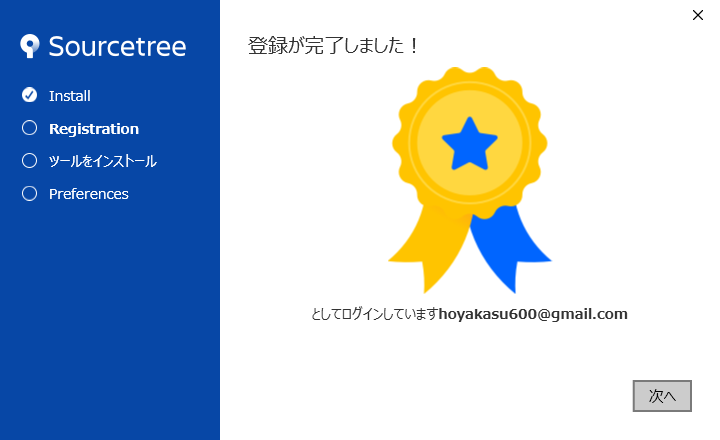 Sourcetree
Install
Registration
ツールをインストール
Preferences
登録が完了しました！
としてログインしていますhoyakasu600@gmail.com
次へ